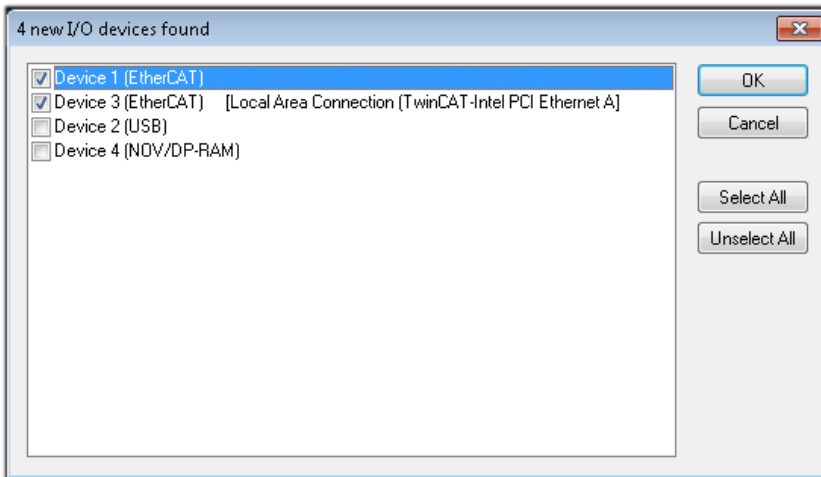 4 new I/O devices found
Device 1 (EtherCAT)
Device 3 (EtherCAT) [Local Area Connection (TwinCAT-Intel PCI Ethernet A]
Device 2 (USB)
Device 4 (NOV/DP-RAM)
OK
Cancel
Select All
Unselect All